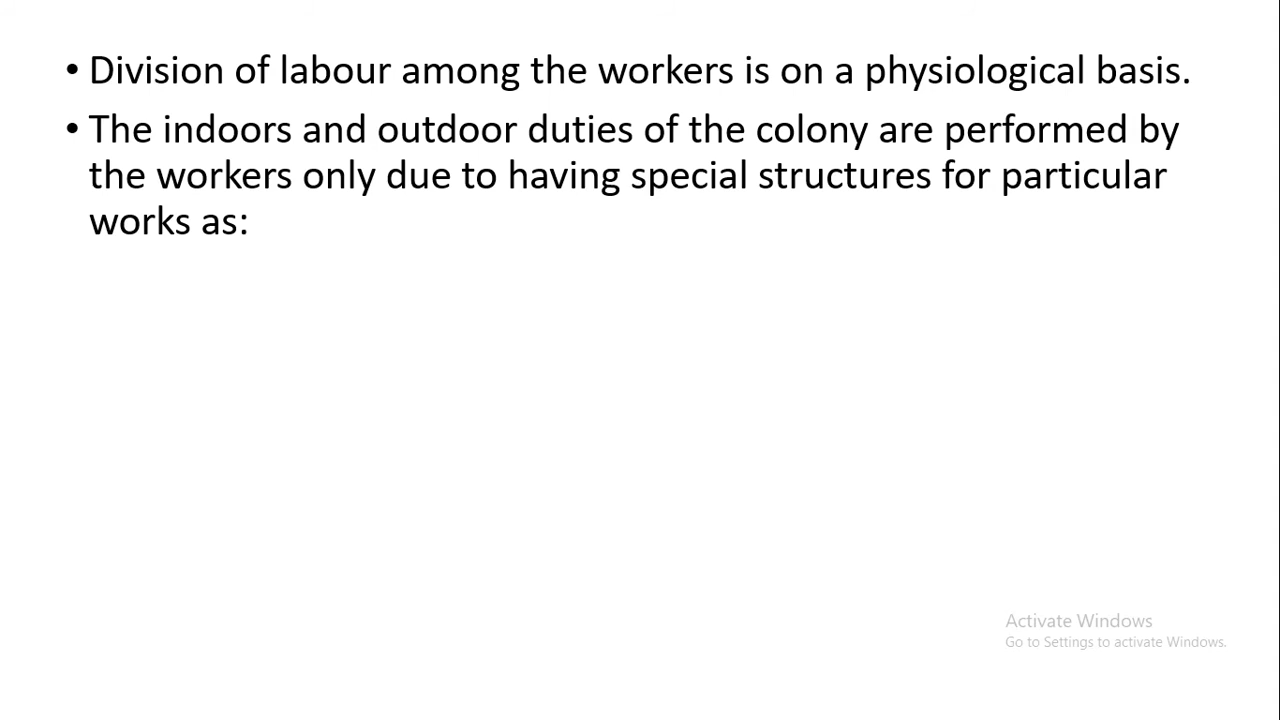 • Division of labour among the workers is on a physiological basis.
• The indoors and outdoor duties of the colony are performed by
the workers only due to having special structures for particular
works as:
Activate Windows
Go to Settings to activate Windows.